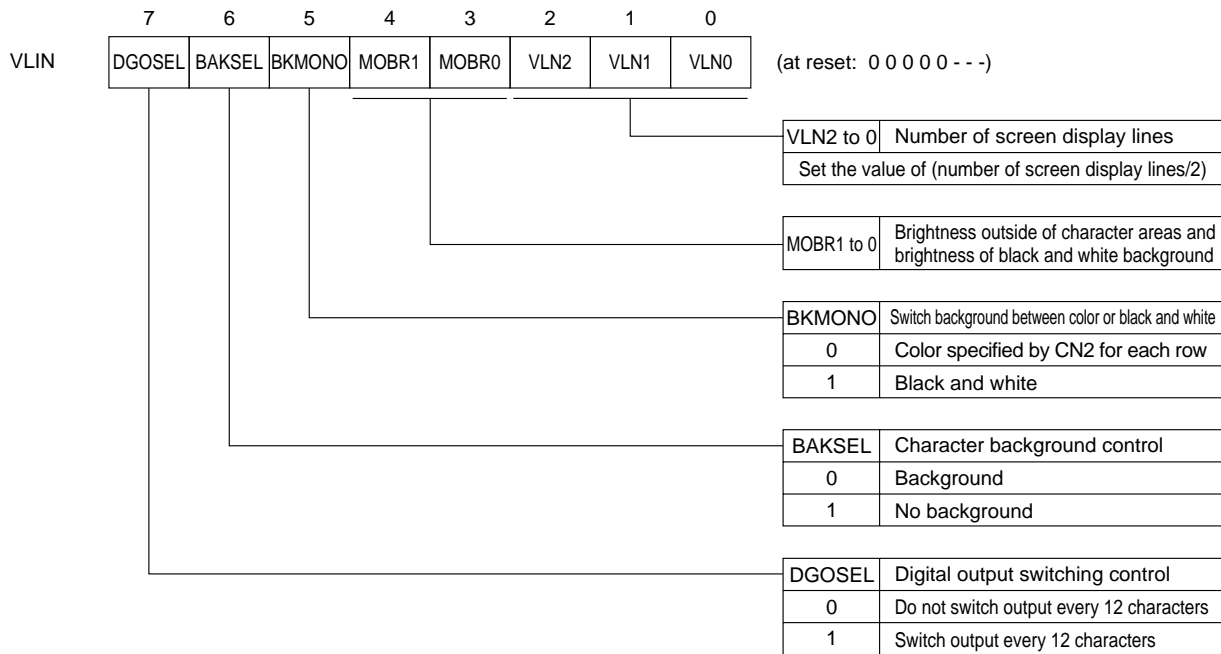 7 6 5 4 3 2 1 0
VLIN DGOSEL BAKSEL BKMONO MOBR1 MOBR0 VLN2 VLN1 VLN0 (at reset: 0 0 0 0 0 - - -)
VLN2 to 0 Number of screen display lines
Set the value of (number of screen display lines/2)
MOBR1 to 0 Brightness outside of character areas and
brightness of black and white background
BKMONO Switch background between color or black and white
0 Color specified by CN2 for each row
1 Black and white
BAKSEL Character background control
0 Background
1 No background
DGOSEL Digital output switching control
0 Do not switch output every 12 characters
1 Switch output every 12 characters